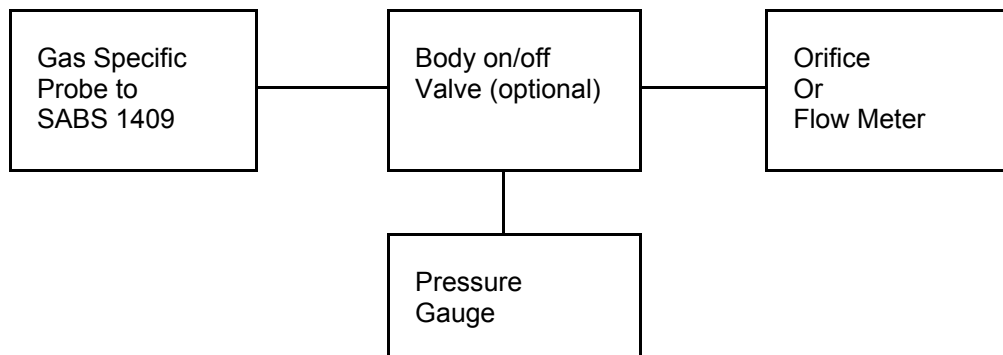 Gas Specific
Probe to
SABS 1409
Body on/off
Valve (optional)
Orifice
Or
Flow Meter
Pressure
Gauge